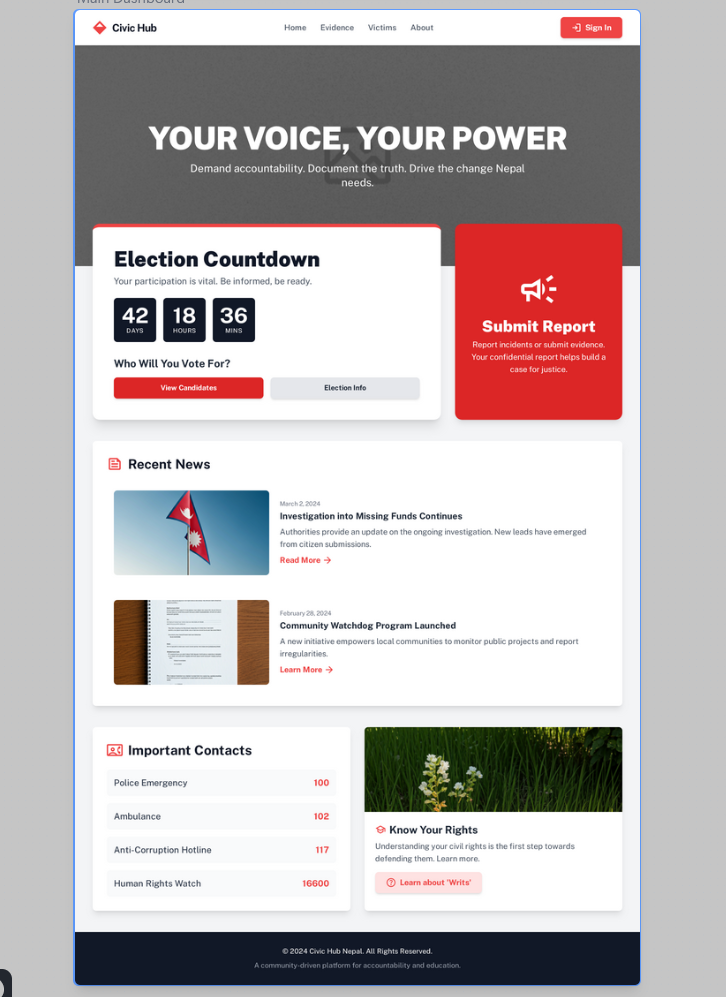 Main Dashboard
Civic Hub
Home
Evidence
Victims
About
Sign In
YOUR VOICE, YOUR POWER
Demand accountability. Document the truth. Drive the change Nepal
needs.
Election Countdown
Your participation is vital. Be informed, be ready.
42 18 36
DAYS HOURS MINS
Who Will You Vote For?
View Candidates
Election Info
Submit Report
Report incidents or submit evidence.
Your confidential report helps build a
case for justice.
Recent News
March 2, 2024
Investigation into Missing Funds Continues
Authorities provide an update on the ongoing investigation. New leads have emerged
from citizen submissions.
Read More
February 28, 2024
Community Watchdog Program Launched
A new initiative empowers local communities to monitor public projects and report
irregularities.
Learn More
Important Contacts
Police Emergency 100
Ambulance 102
Anti-Corruption Hotline 117
Human Rights Watch 16600
Know Your Rights
Understanding your civil rights is the first step towards
defending them. Learn more.
Learn about 'Writs'
© 2024 Civic Hub Nepal. All Rights Reserved.
A community-driven platform for accountability and education.